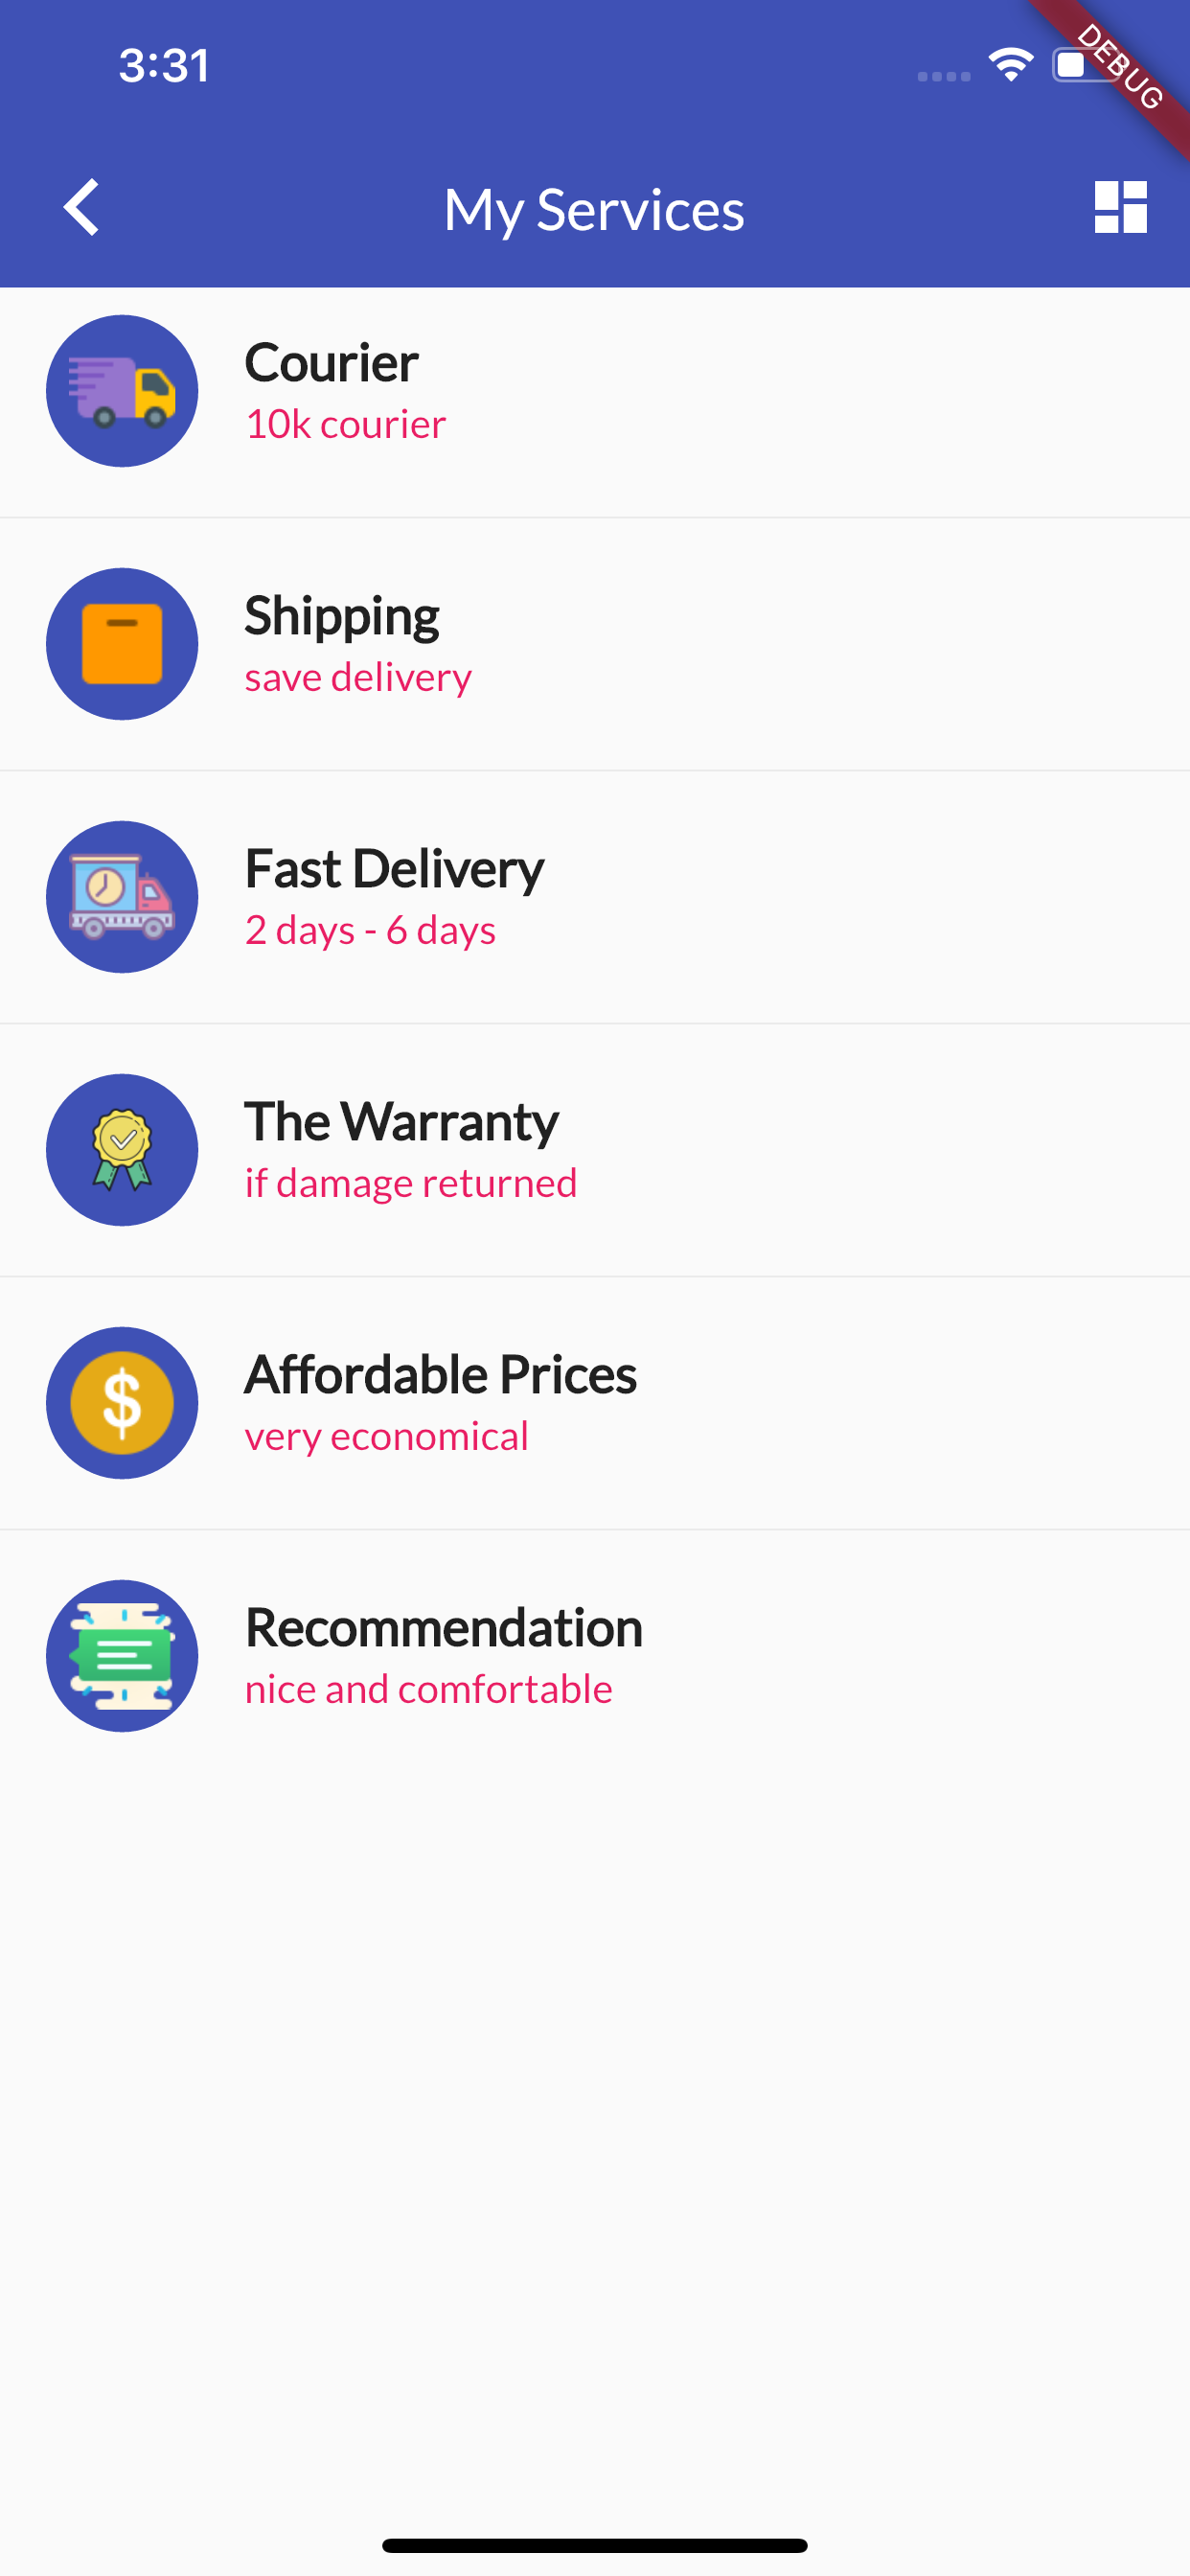 3:31
DEBUG
My Services
Courier
10k courier
Shipping
save delivery
Fast Delivery
2 days - 6 days
The Warranty
if damage returned
Affordable Prices
$
very economical
Recommendation
nice and comfortable